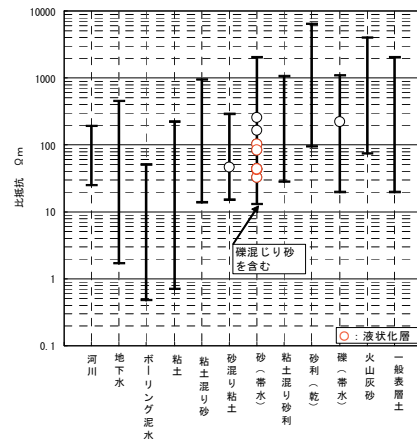 10000
1000
100
10
1
0.1
比抵抗 Ωm
礫混じり砂
を含む
○：液状化層
河川
地下水
ボーリング泥水
粘土
粘土混り砂
砂混り粘土
砂（帯水）
粘土混り砂利
砂利（乾）
礫（帯水）
火山灰砂
一般表層土